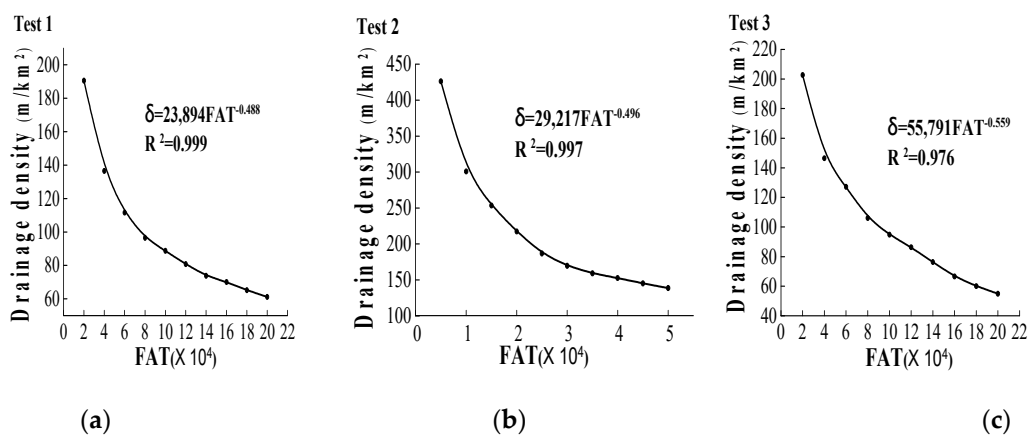 Test 1
Drainage density (m/km²)
200
180
160
140
120
100
80
60
δ=23,894FAT^-0.488
R²=0.999
0 2 4 6 8 10 12 14 16 18 20 22
FAT(X 10⁴)
(a)
Test 2
Drainage density (m/km²)
450
400
350
300
250
200
150
100
δ=29,217FAT^-0.496
R²=0.997
0 1 2 3 4 5
FAT(X 10⁴)
(b)
Test 3
Drainage density (m/km²)
220
200
180
160
140
120
100
80
60
40
δ=55,791FAT^-0.559
R²=0.976
0 2 4 6 8 10 12 14 16 18 20 22
FAT(X 10⁴)
(c)